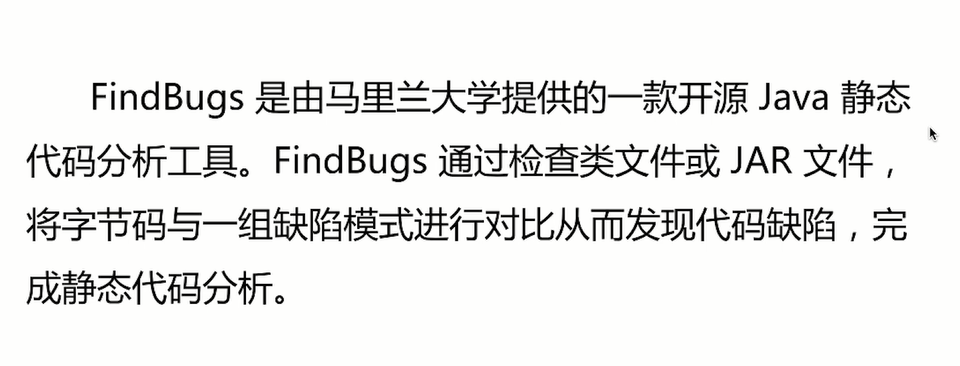 FindBugs 是由马里兰大学提供的一款开源 Java 静态
代码分析工具。FindBugs 通过检查类文件或 JAR 文件，
将字节码与一组缺陷模式进行对比从而发现代码缺陷，完
成静态代码分析。